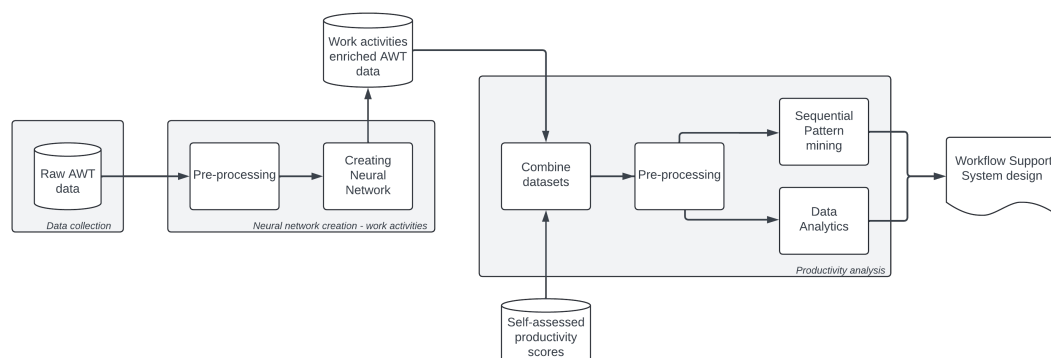 Work activities
enriched AWT
data
Raw AWT
data
Data collection
Pre-processing
Creating
Neural
Network
Neural network creation - work activities
Combine
datasets
Pre-processing
Sequential
Pattern
mining
Data
Analytics
Productivity analysis
Workflow Support
System design
Self-assessed
productivity
scores